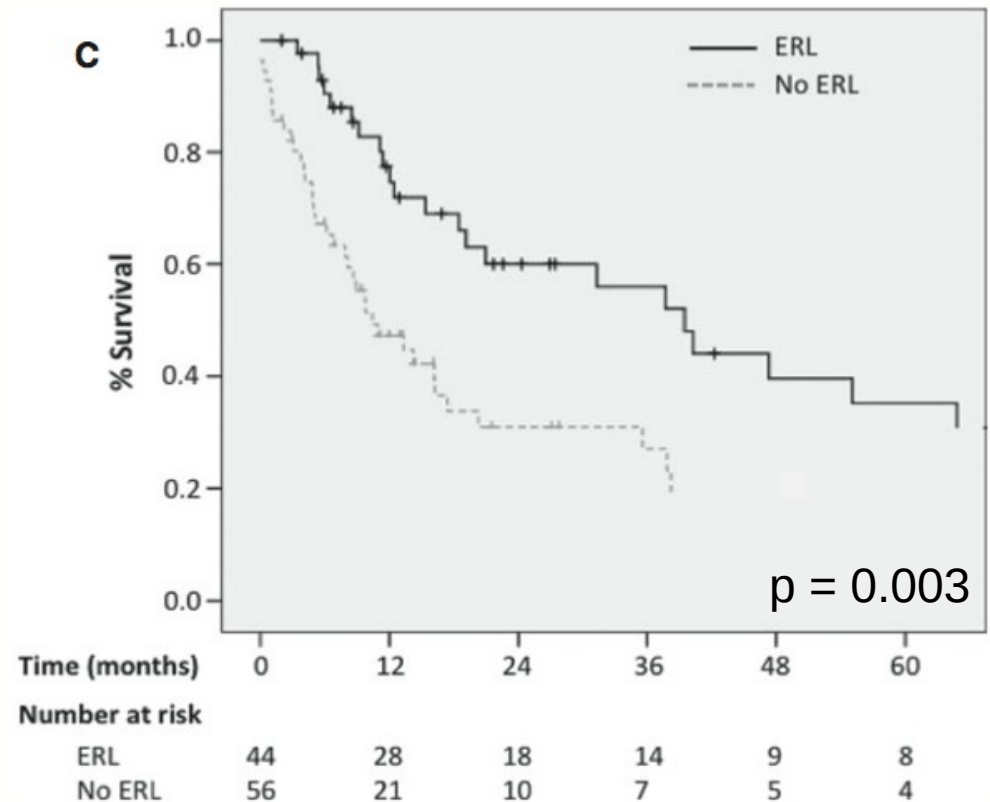 C
ERL
No ERL
1.0
0.8
0.6
0.4
0.2
0.0
% Survival
p = 0.003
Time (months) 0 12 24 36 48 60
Number at risk
ERL 44 28 18 14 9 8
No ERL 56 21 10 7 5 4